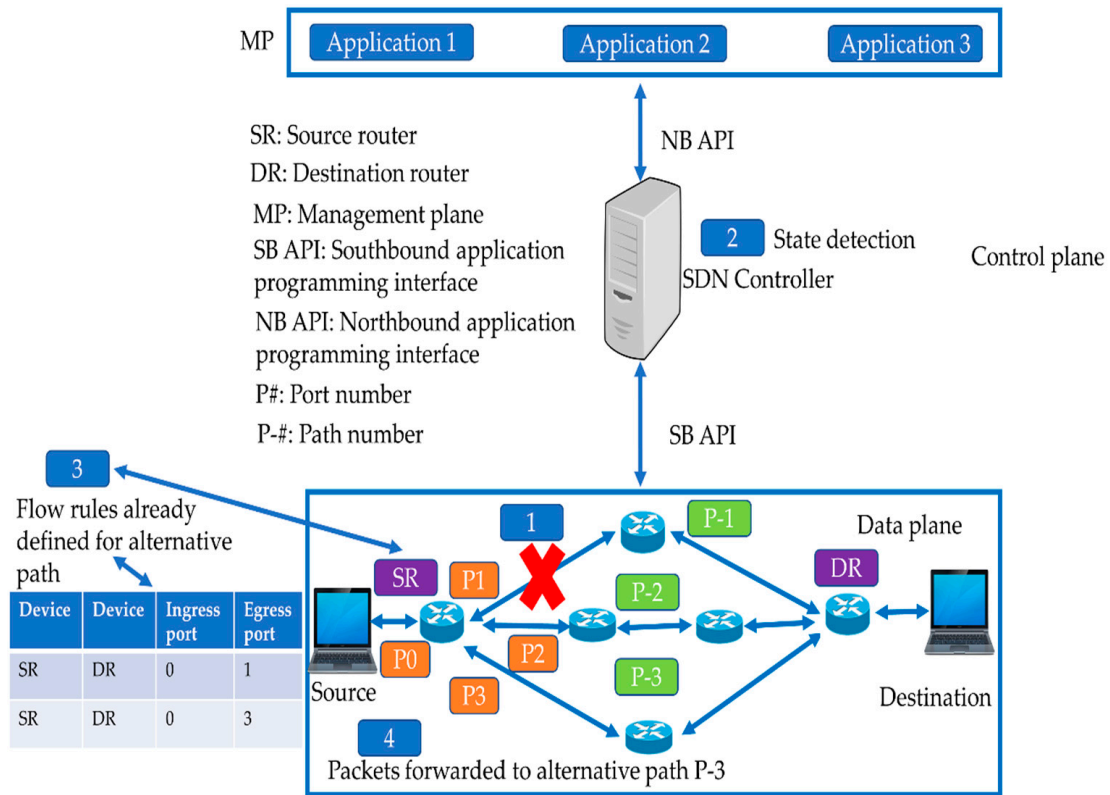 MP
Application 1
Application 2
Application 3
NB API
SR: Source router
DR: Destination router
MP: Management plane
SB API: Southbound application
programming interface
NB API: Northbound application
programming interface
P#: Port number
P-#: Path number
2
State detection
SDN Controller
Control plane
SB API
3
Flow rules already
defined for alternative
path
Device Device Ingress port Egress port
SR DR 0 1
SR DR 0 3
1
P-1
Data plane
SR
P1
DR
P-2
P0
P2
P-3
Source
P3
Destination
4
Packets forwarded to alternative path P-3